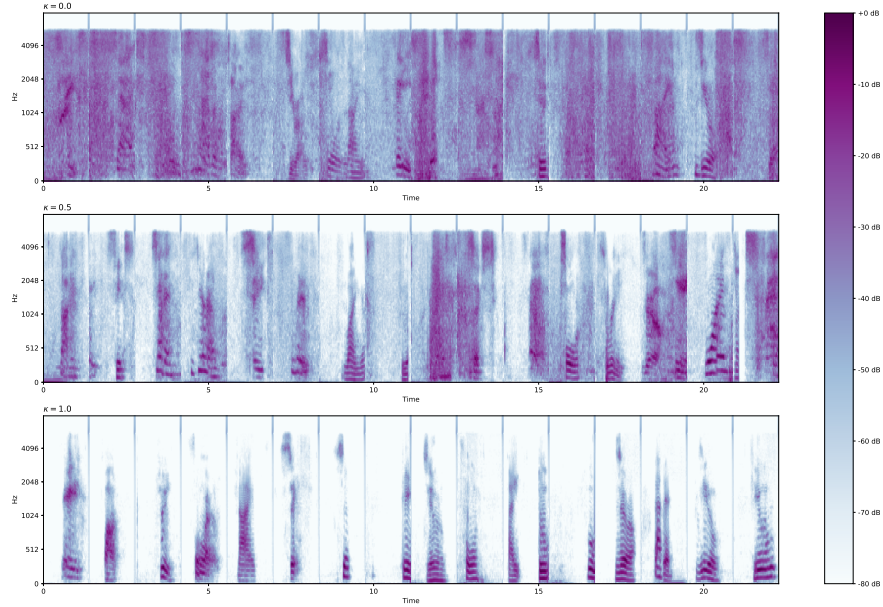 κ = 0.0
4096
2048
1024
512
0
Hz
0
5
10
15
20
Time
κ = 0.5
4096
2048
1024
512
0
Hz
0
5
10
15
20
Time
κ = 1.0
4096
2048
1024
512
0
Hz
0
5
10
15
20
Time
+0 dB
-10 dB
-20 dB
-30 dB
-40 dB
-50 dB
-60 dB
-70 dB
-80 dB